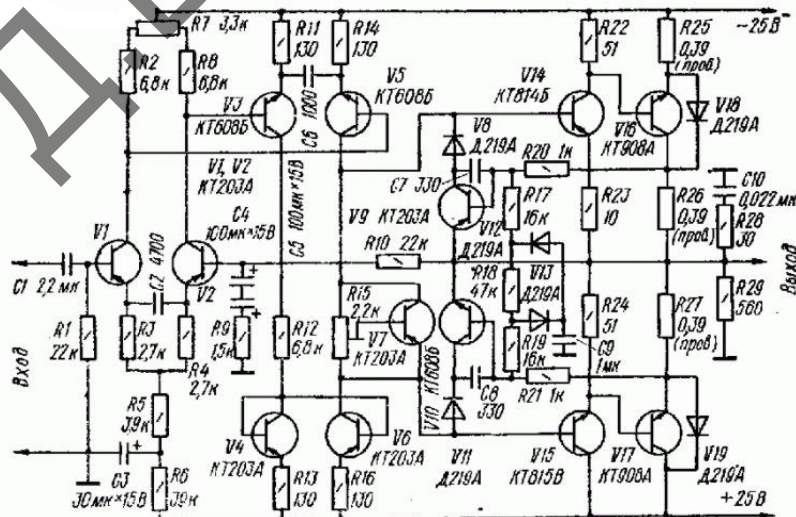 R7 3,3к
R2
6,8к
R8
6,8к
R11
130
R14
130
V3
КТ608Б
C6 1000
V5
КТ608Б
V1, V2
КТ203А
V1
V2
C1 2,2 мк
C2 4700
C4
100мк×15В
C5 100мк×15В
R1
22к
R3
2,7к
R4
2,7к
R9
1,5к
R5
3,9к
R6
39к
C3
30мк×15В
Вход
R12
6,8к
V4
КТ203А
R13
130
R15
2,2к
V7
КТ203А
V6
КТ203А
R16
130
R10 22к
V8
Д219А
C7 330
V9 КТ203А
V12
Д219А
R20 1к
R17
16к
R18
47к
V13
Д219А
R19
16к
C9
1мк
R21 1к
C8
330
V10
КТ608Б
V11
Д219А
V14
КТ814Б
R22
51
R23
10
R24
51
V15
КТ815В
V16
КТ908А
R25
0,39
(пров.)
V18
Д219А
R26
0,39
(пров.)
R27
0,39
(пров.)
V17
КТ908А
V19
Д219А
C10
0,022мк
R28
30
R29
560
Выход
−25В
+25В